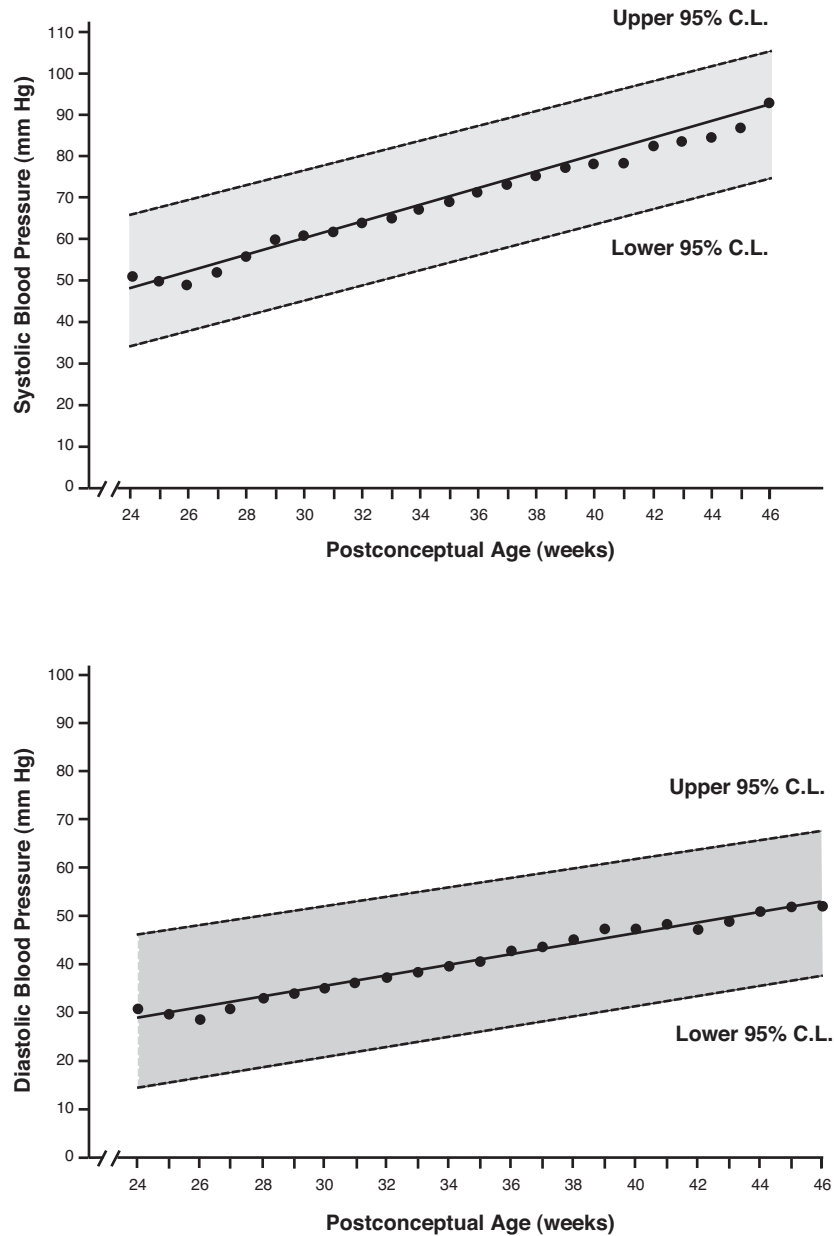 Upper 95% C.L.
110
100
90
80
70
60
50
40
30
20
10
0
Systolic Blood Pressure (mm Hg)
Lower 95% C.L.
24 26 28 30 32 34 36 38 40 42 44 46
Postconceptual Age (weeks)
100
90
80
70
60
50
40
30
20
10
0
Diastolic Blood Pressure (mm Hg)
Upper 95% C.L.
Lower 95% C.L.
24 26 28 30 32 34 36 38 40 42 44 46
Postconceptual Age (weeks)